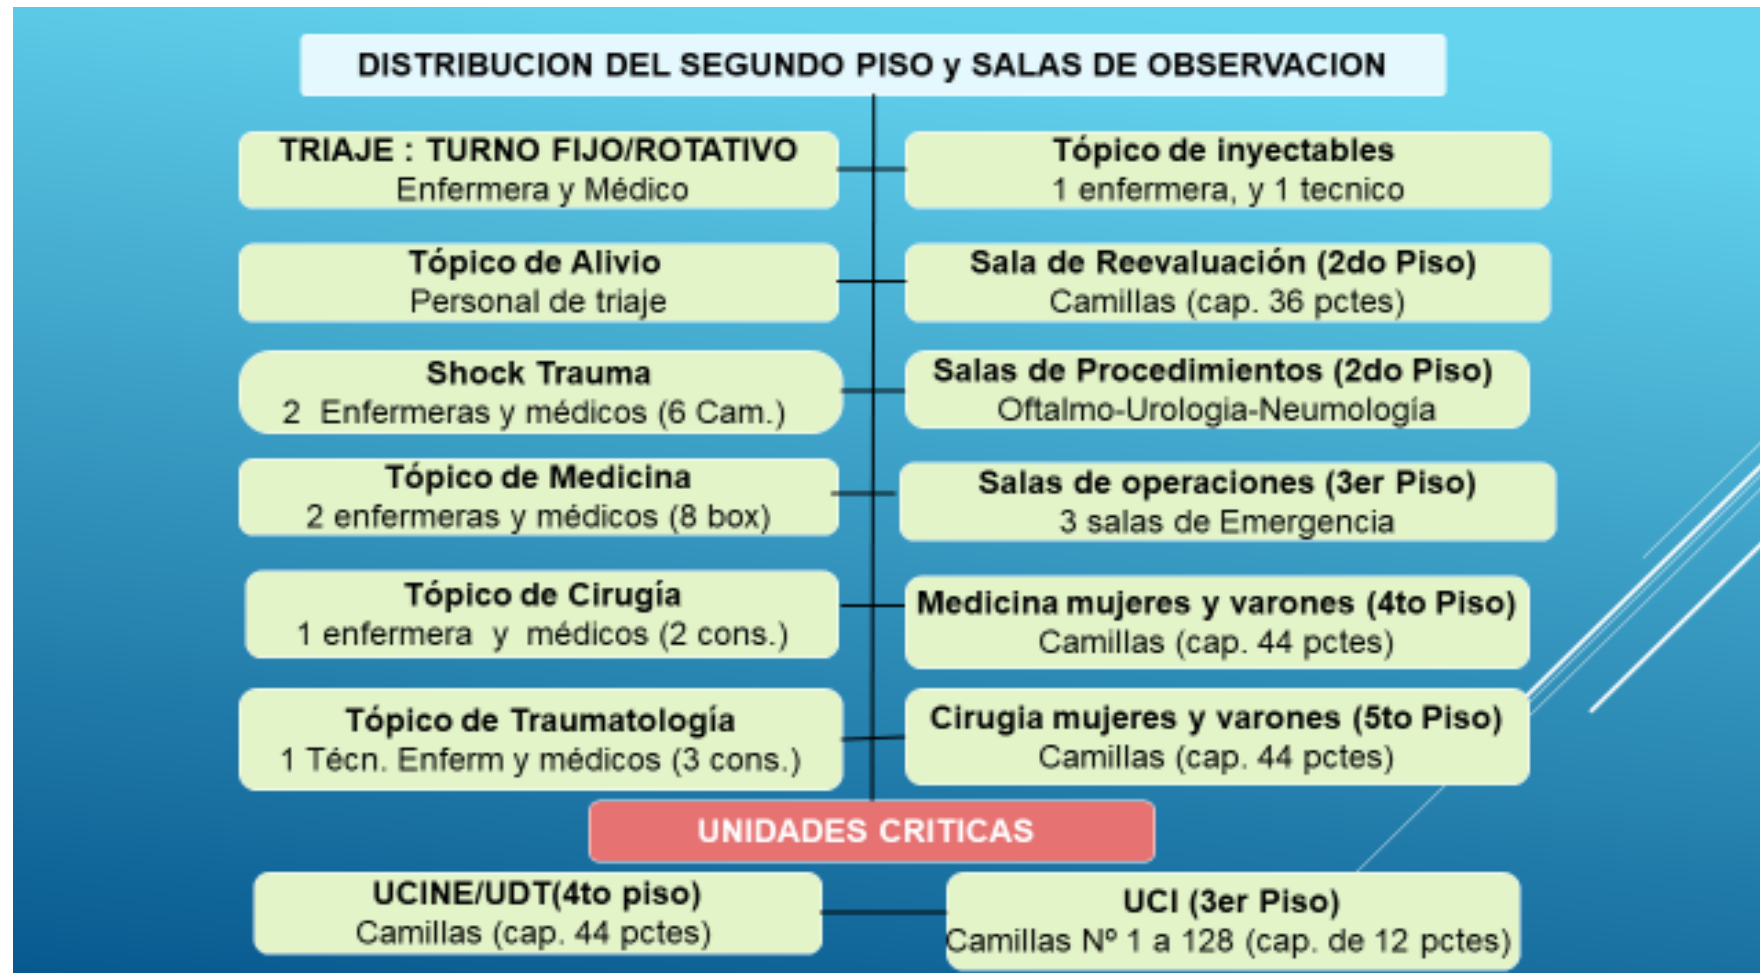 DISTRIBUCION DEL SEGUNDO PISO y SALAS DE OBSERVACION
TRIAJE : TURNO FIJO/ROTATIVO
Enfermera y Médico
Tópico de inyectables
1 enfermera, y 1 tecnico
Tópico de Alivio
Personal de triaje
Sala de Reevaluación (2do Piso)
Camillas (cap. 36 pctes)
Shock Trauma
2 Enfermeras y médicos (6 Cam.)
Salas de Procedimientos (2do Piso)
Oftalmo-Urologia-Neumología
Tópico de Medicina
2 enfermeras y médicos (8 box)
Salas de operaciones (3er Piso)
3 salas de Emergencia
Tópico de Cirugía
1 enfermera y médicos (2 cons.)
Medicina mujeres y varones (4to Piso)
Camillas (cap. 44 pctes)
Tópico de Traumatología
1 Técn. Enferm y médicos (3 cons.)
Cirugia mujeres y varones (5to Piso)
Camillas (cap. 44 pctes)
UNIDADES CRITICAS
UCINE/UDT(4to piso)
Camillas (cap. 44 pctes)
UCI (3er Piso)
Camillas Nº 1 a 128 (cap. de 12 pctes)